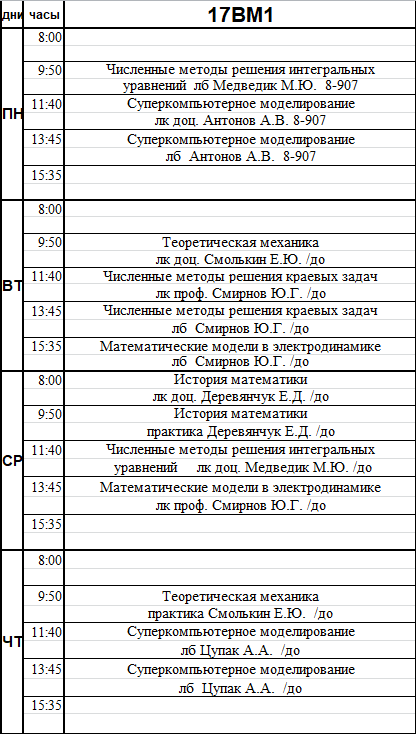 дни часы 17ВМ1
ПН
8:00
9:50 Численные методы решения интегральных
уравнений лб Медведик М.Ю. 8-907
11:40 Суперкомпьютерное моделирование
лк доц. Антонов А.В. 8-907
13:45 Суперкомпьютерное моделирование
лб Антонов А.В. 8-907
15:35
ВТ
8:00
9:50 Теоретическая механика
лк доц. Смолькин Е.Ю. /до
11:40 Численные методы решения краевых задач
лк проф. Смирнов Ю.Г. /до
13:45 Численные методы решения краевых задач
лб Смирнов Ю.Г. /до
15:35 Математические модели в электродинамике
лб Смирнов Ю.Г. /до
СР
8:00 История математики
лк доц. Деревянчук Е.Д. /до
9:50 История математики
практика Деревянчук Е.Д. /до
11:40 Численные методы решения интегральных
уравнений лк доц. Медведик М.Ю. /до
13:45 Математические модели в электродинамике
лк проф. Смирнов Ю.Г. /до
15:35
ЧТ
8:00
9:50 Теоретическая механика
практика Смолькин Е.Ю. /до
11:40 Суперкомпьютерное моделирование
лб Цупак А.А. /до
13:45 Суперкомпьютерное моделирование
лб Цупак А.А. /до
15:35